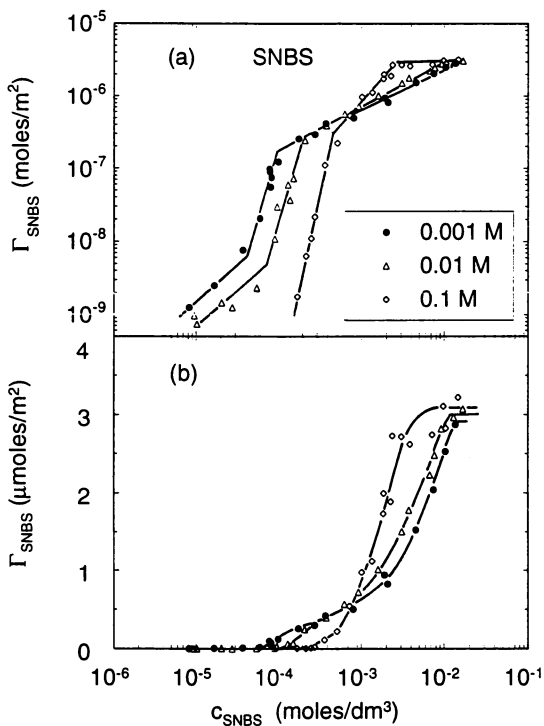 10⁻⁵
(a) SNBS
10⁻⁶
10⁻⁷
10⁻⁸
10⁻⁹
Γ_SNBS (moles/m²)
0.001 M
0.01 M
0.1 M
(b)
4
3
2
1
0
Γ_SNBS (μmoles/m²)
10⁻⁶ 10⁻⁵ 10⁻⁴ 10⁻³ 10⁻² 10⁻¹
c_SNBS (moles/dm³)